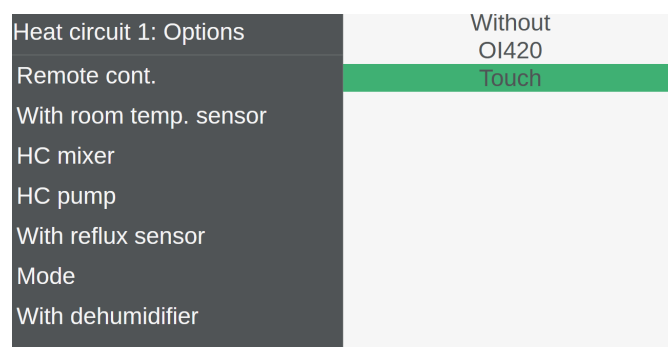 Heat circuit 1: Options
Remote cont.
With room temp. sensor
HC mixer
HC pump
With reflux sensor
Mode
With dehumidifier
Without
OI420
Touch